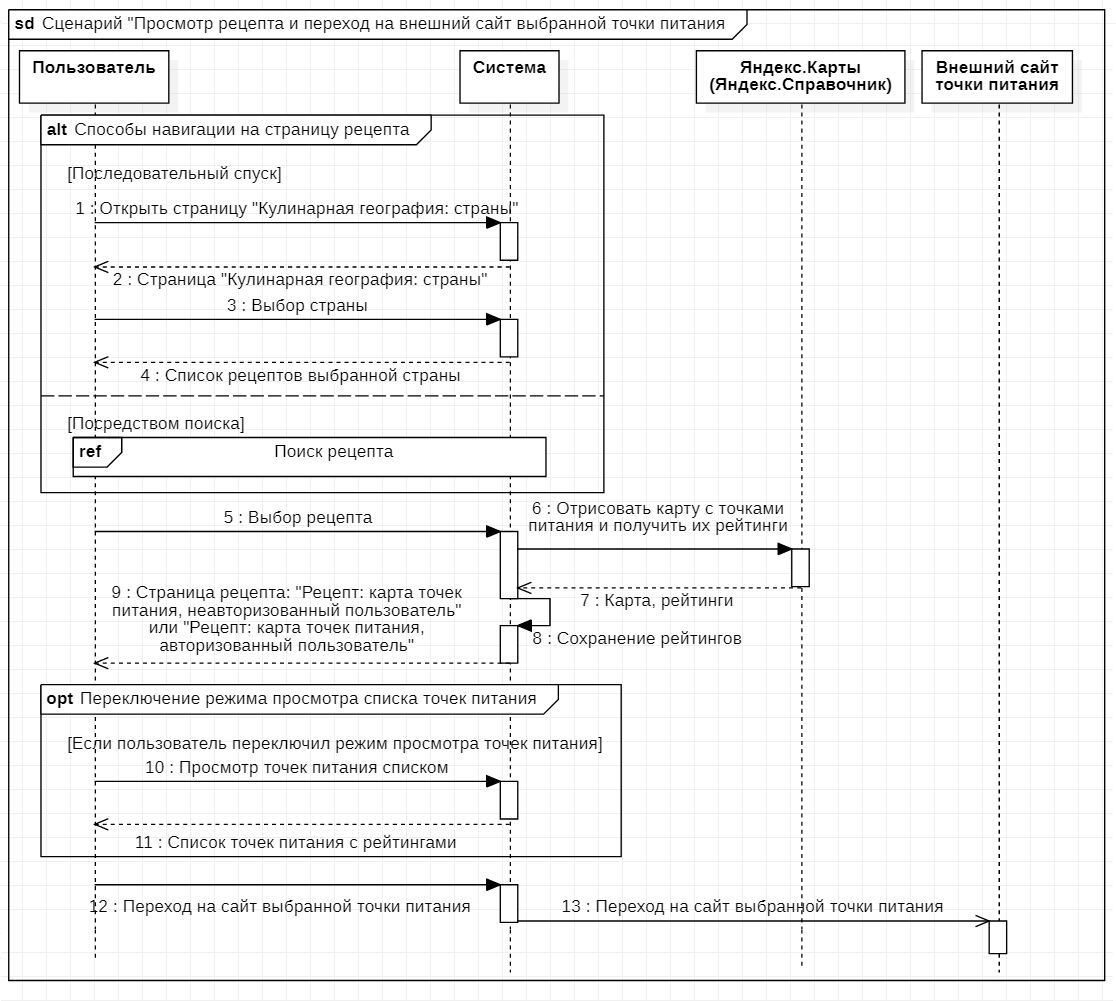 sd Сценарий "Просмотр рецепта и переход на внешний сайт выбранной точки питания
Пользователь
Система
Яндекс.Карты
(Яндекс.Справочник)
Внешний сайт
точки питания
alt Способы навигации на страницу рецепта
[Последовательный спуск]
1 : Открыть страницу "Кулинарная география: страны"
2 : Страница "Кулинарная география: страны"
3 : Выбор страны
4 : Список рецептов выбранной страны
[Посредством поиска]
ref Поиск рецепта
5 : Выбор рецепта
6 : Отрисовать карту с точками
питания и получить их рейтинги
7 : Карта, рейтинги
8 : Сохранение рейтингов
9 : Страница рецепта: "Рецепт: карта точек
питания, неавторизованный пользователь"
или "Рецепт: карта точек питания,
авторизованный пользователь"
opt Переключение режима просмотра списка точек питания
[Если пользователь переключил режим просмотра точек питания]
10 : Просмотр точек питания списком
11 : Список точек питания с рейтингами
12 : Переход на сайт выбранной точки питания
13 : Переход на сайт выбранной точки питания